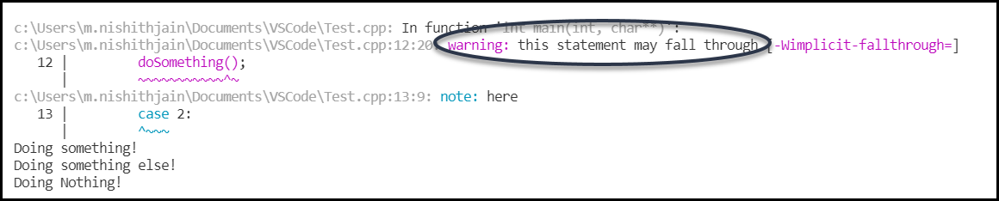 c:\Users\m.nishithjain\Documents\VSCode\Test.cpp: In function 'int main(int, char**)':
c:\Users\m.nishithjain\Documents\VSCode\Test.cpp:12:20: warning: this statement may fall through [-Wimplicit-fallthrough=]
12 | doSomething();
| ~~~~~~~~~~~^~
c:\Users\m.nishithjain\Documents\VSCode\Test.cpp:13:9: note: here
13 | case 2:
| ^~~~
Doing something!
Doing something else!
Doing Nothing!